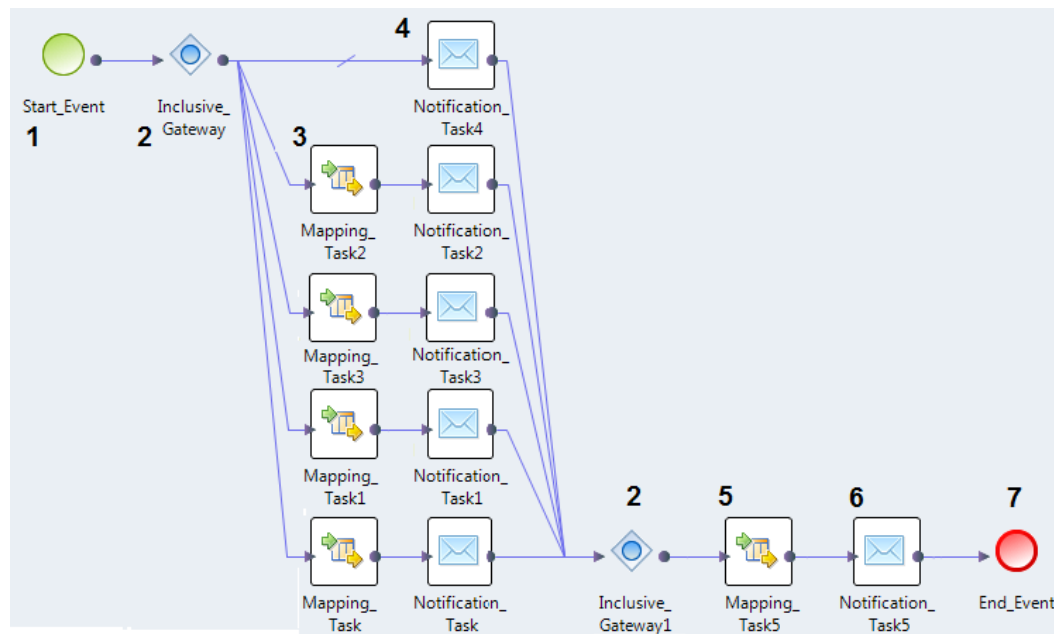 4
Start_Event
Inclusive_
Gateway
1
2
Notification_
Task4
3
Mapping_
Task2
Notification_
Task2
Mapping_
Task3
Notification_
Task3
Mapping_
Task1
Notification_
Task1
2
5
6
7
Mapping_
Task
Notification_
Task
Inclusive_
Gateway1
Mapping_
Task5
Notification_
Task5
End_Event